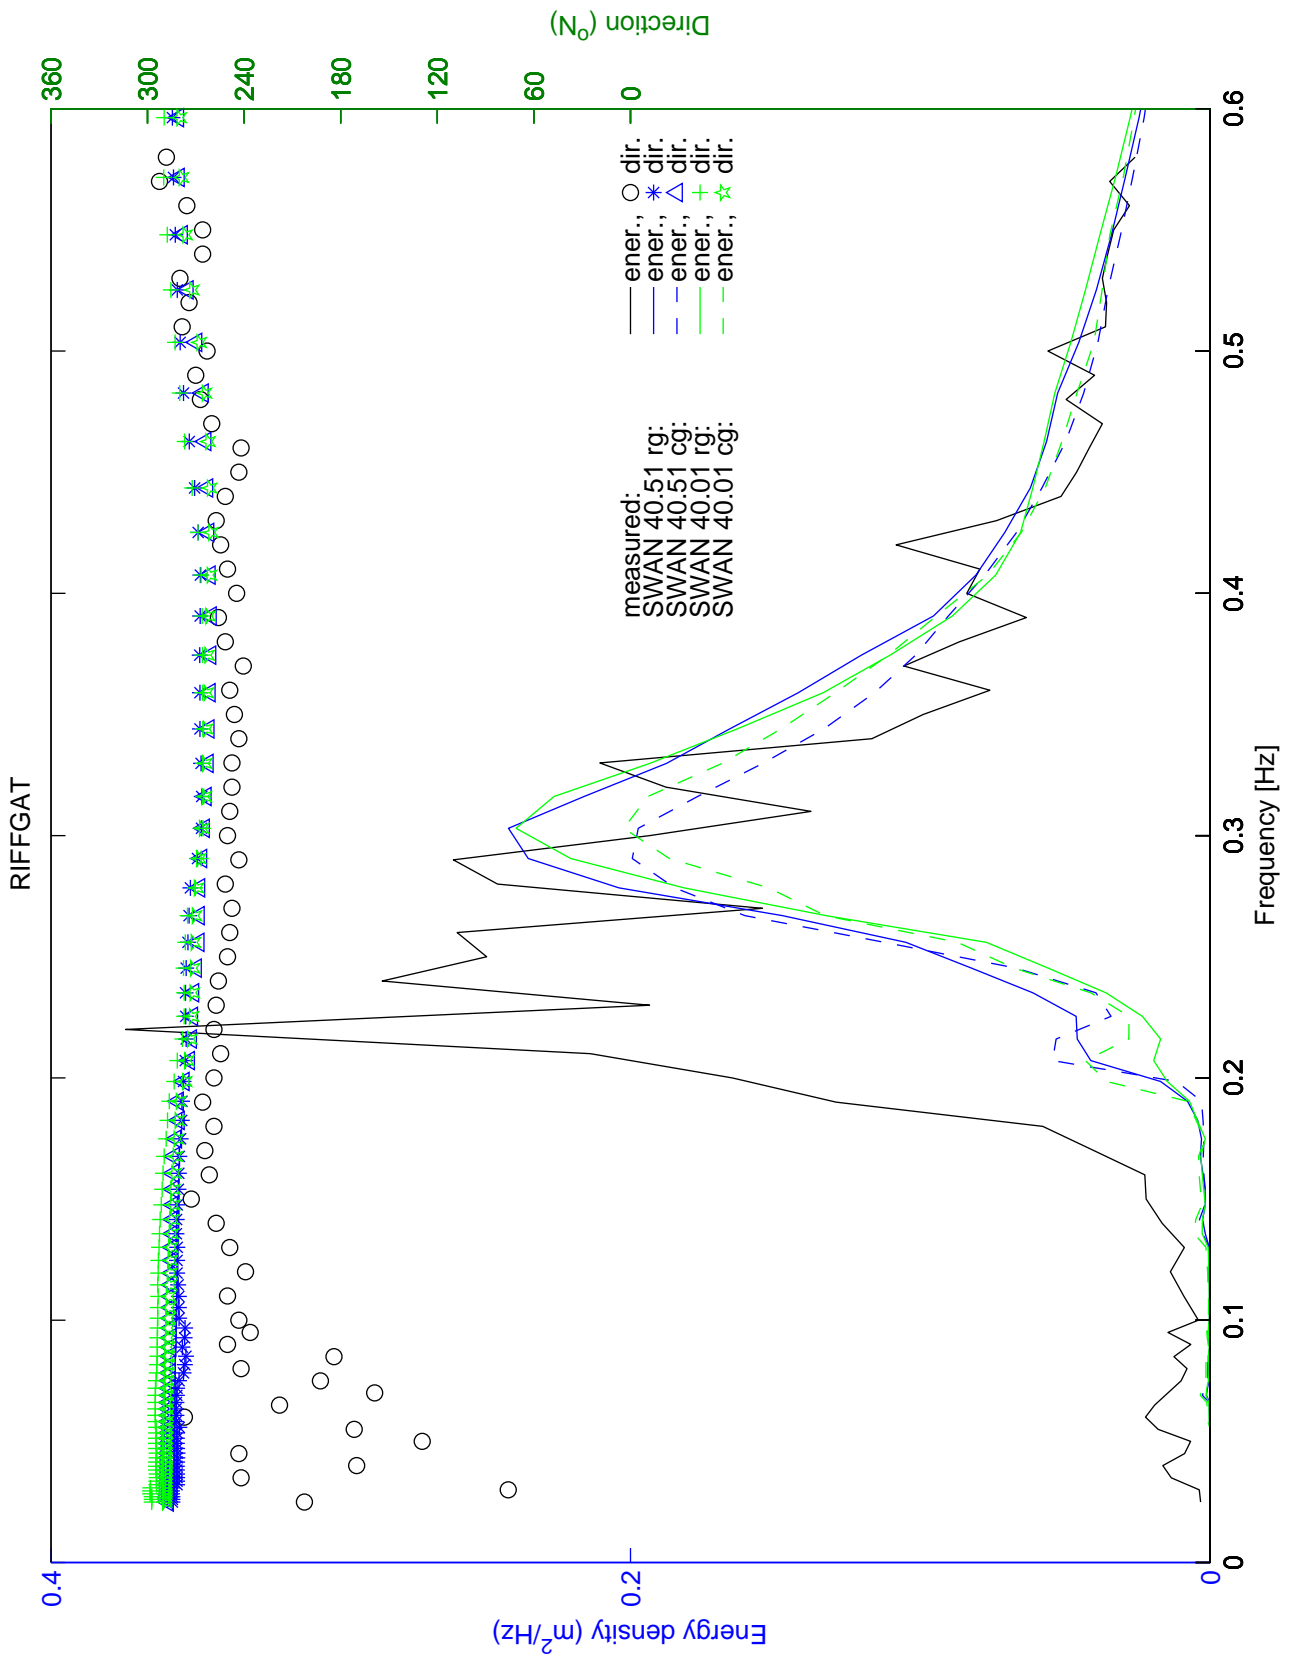 RIFFGAT
Energy density (m²/Hz)
0.4
0.2
0
Direction (°N)
360
300
240
180
120
60
0
measured: ener., dir.
SWAN 40.51 rg: ener., dir.
SWAN 40.51 cg: ener., dir.
SWAN 40.01 rg: ener., dir.
SWAN 40.01 cg: ener., dir.
0 0.1 0.2 0.3 0.4 0.5 0.6
Frequency [Hz]